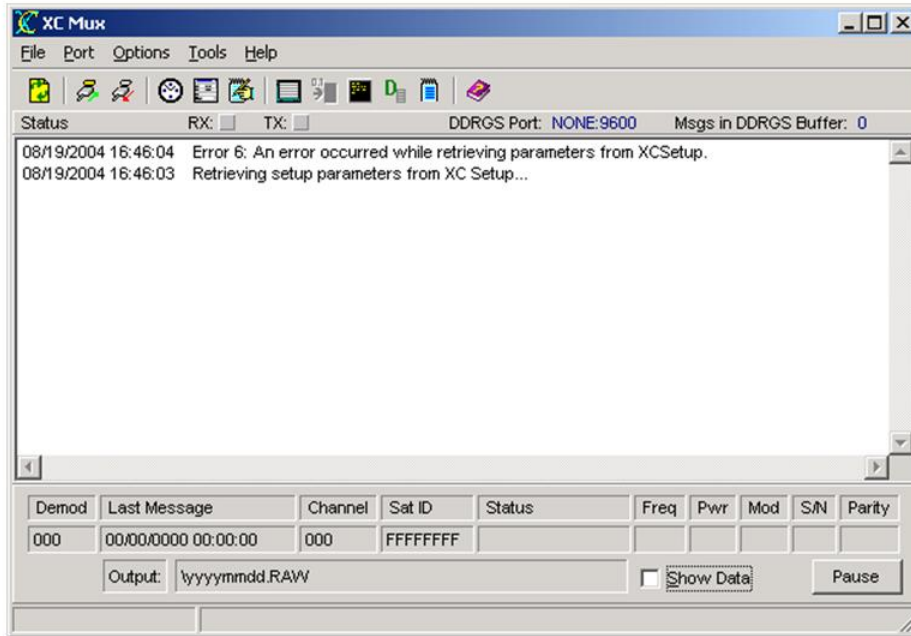 XC Mux
File Port Options Tools Help
Status RX: TX: DDRGS Port: NONE:9600 Msgs in DDRGS Buffer: 0
08/19/2004 16:46:04 Error 6: An error occurred while retrieving parameters from XCSetup.
08/19/2004 16:46:03 Retrieving setup parameters from XC Setup...
Demod Last Message Channel Sat ID Status Freq Pwr Mod S/N Parity
000 00/00/0000 00:00:00 000 FFFFFFFF
Output: \yyyymmdd.RAW Show Data Pause